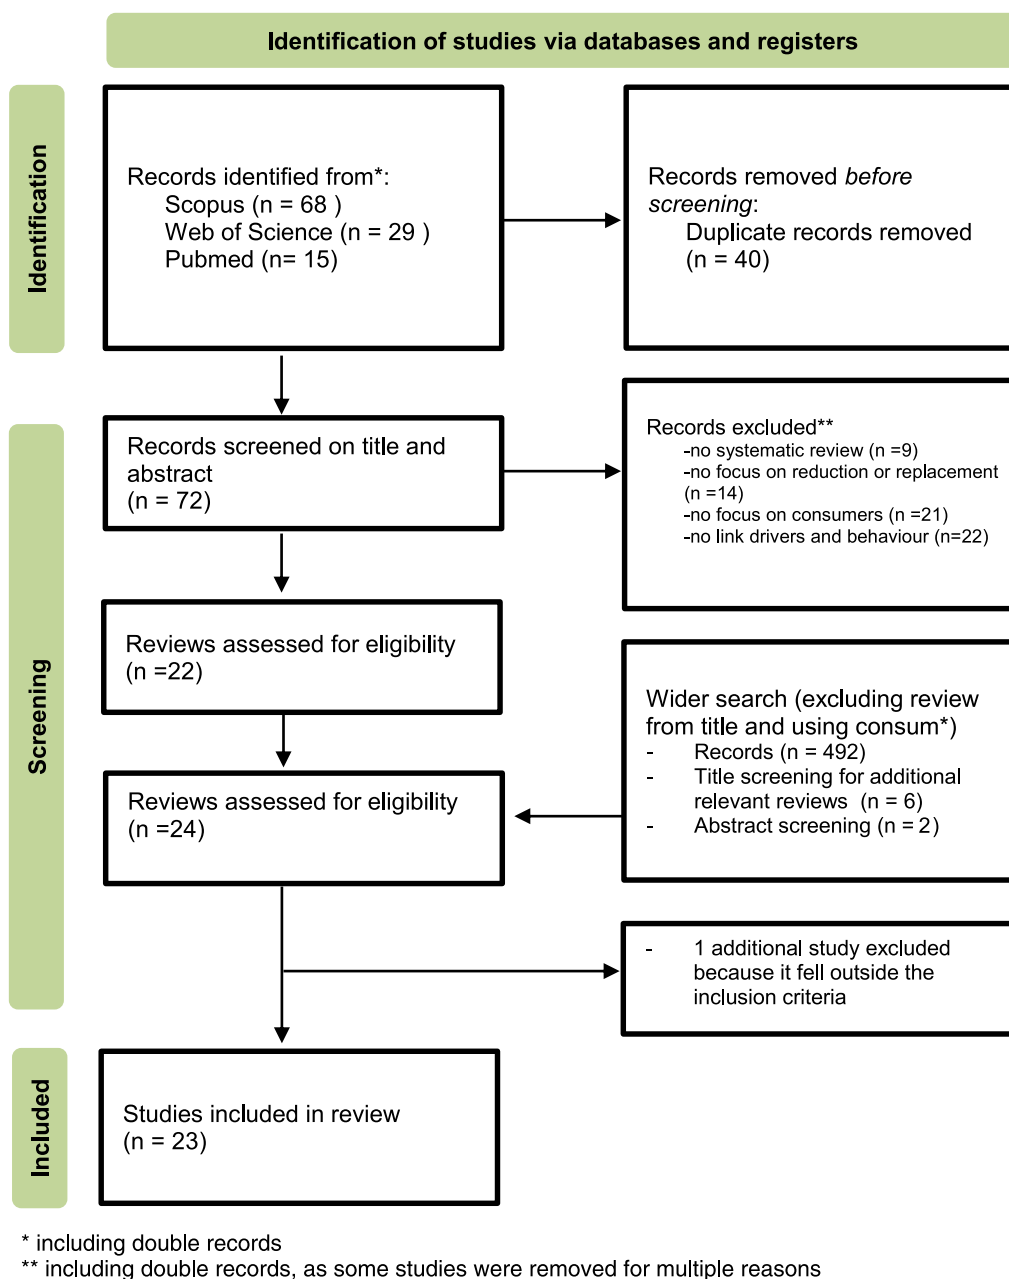 Identification of studies via databases and registers
Identification
Records identified from*:
Scopus (n = 68 )
Web of Science (n = 29 )
Pubmed (n= 15)
Records removed before
screening:
Duplicate records removed
(n = 40)
Screening
Records screened on title and
abstract
(n = 72)
Records excluded**
-no systematic review (n =9)
-no focus on reduction or replacement
(n =14)
-no focus on consumers (n =21)
-no link drivers and behaviour (n=22)
Reviews assessed for eligibility
(n =22)
Wider search (excluding review
from title and using consum*)
- Records (n = 492)
- Title screening for additional
relevant reviews (n = 6)
- Abstract screening (n = 2)
Reviews assessed for eligibility
(n =24)
- 1 additional study excluded
because it fell outside the
inclusion criteria
Included
Studies included in review
(n = 23)
* including double records
** including double records, as some studies were removed for multiple reasons